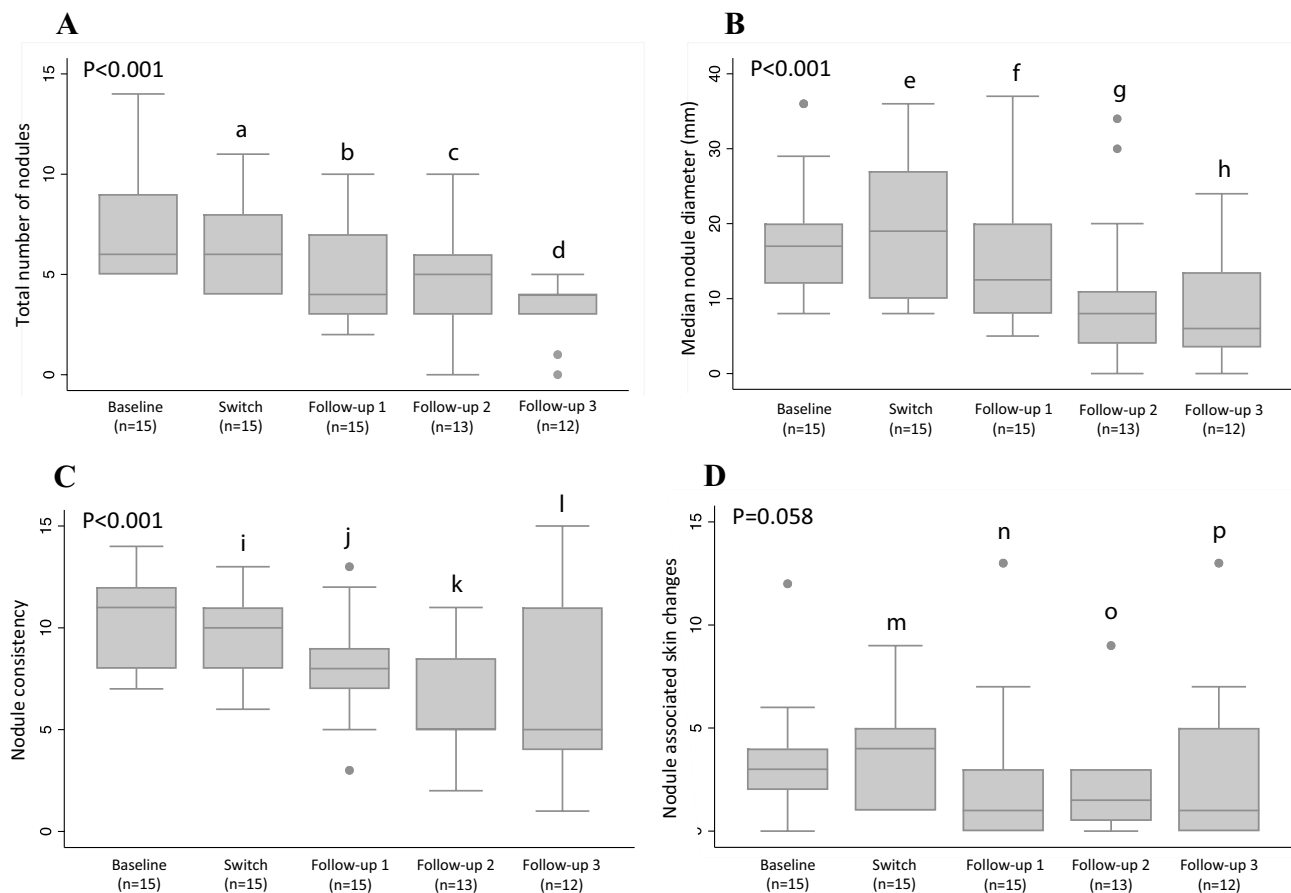 A
P<0.001
Total number of nodules
15
10
5
0
a
b
c
d
Baseline
(n=15)
Switch
(n=15)
Follow-up 1
(n=15)
Follow-up 2
(n=13)
Follow-up 3
(n=12)
B
P<0.001
Median nodule diameter (mm)
40
30
20
10
0
e
f
g
h
Baseline
(n=15)
Switch
(n=15)
Follow-up 1
(n=15)
Follow-up 2
(n=13)
Follow-up 3
(n=12)
C
P<0.001
Nodule consistency
15
10
5
0
i
j
k
l
Baseline
(n=15)
Switch
(n=15)
Follow-up 1
(n=15)
Follow-up 2
(n=13)
Follow-up 3
(n=12)
D
P=0.058
Nodule associated skin changes
15
10
5
0
m
n
o
p
Baseline
(n=15)
Switch
(n=15)
Follow-up 1
(n=15)
Follow-up 2
(n=13)
Follow-up 3
(n=12)